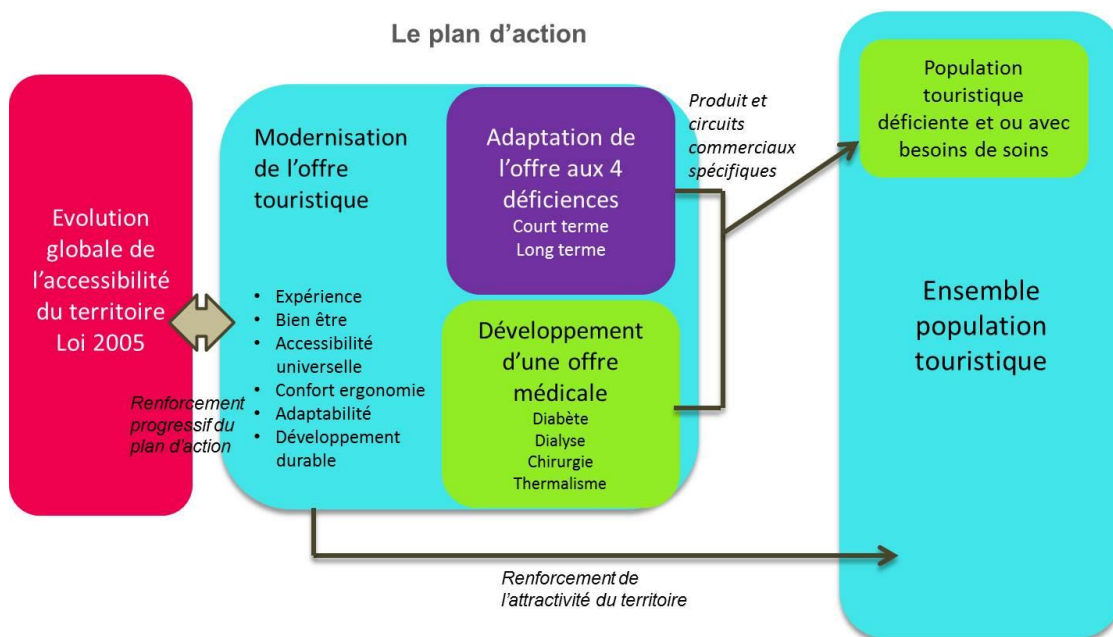 Le plan d'action
Evolution
globale de
l'accessibilité
du territoire
Loi 2005
Renforcement
progressif du
plan d'action
Modernisation
de l'offre
touristique
• Expérience
• Bien être
• Accessibilité
universelle
• Confort ergonomie
• Adaptabilité
• Développement
durable
Adaptation de
l'offre aux 4
déficiences
Court terme
Long terme
Développement
d'une offre
médicale
Diabète
Dialyse
Chirurgie
Thermalisme
Produit et
circuits
commerciaux
spécifiques
Population
touristique
déficiente et ou avec
besoins de soins
Ensemble
population
touristique
Renforcement de
l'attractivité du territoire